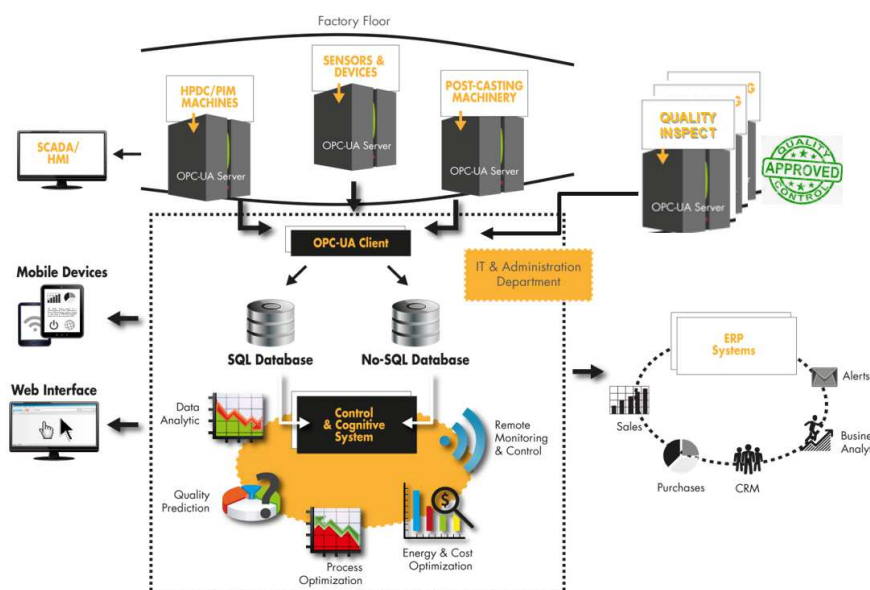 Factory Floor
SENSORS &
DEVICES
HPDC/PIM
MACHINES
POST-CASTING
MACHINERY
QUALITY
INSPECT
G
G
SCADA/
HMI
OPC-UA Server
OPC-UA Server
OPC-UA Server
OPC-UA Server
QUALITY
APPROVED
CONTROL
OPC-UA Client
IT & Administration
Department
Mobile Devices
SQL Database
No-SQL Database
ERP
Systems
Alerts
Web Interface
Data
Analytic
Control
& Cognitive
System
Remote
Monitoring
& Control
Sales
Busines
Analyt
Purchases
CRM
Quality
Prediction
Process
Optimization
Energy & Cost
Optimization